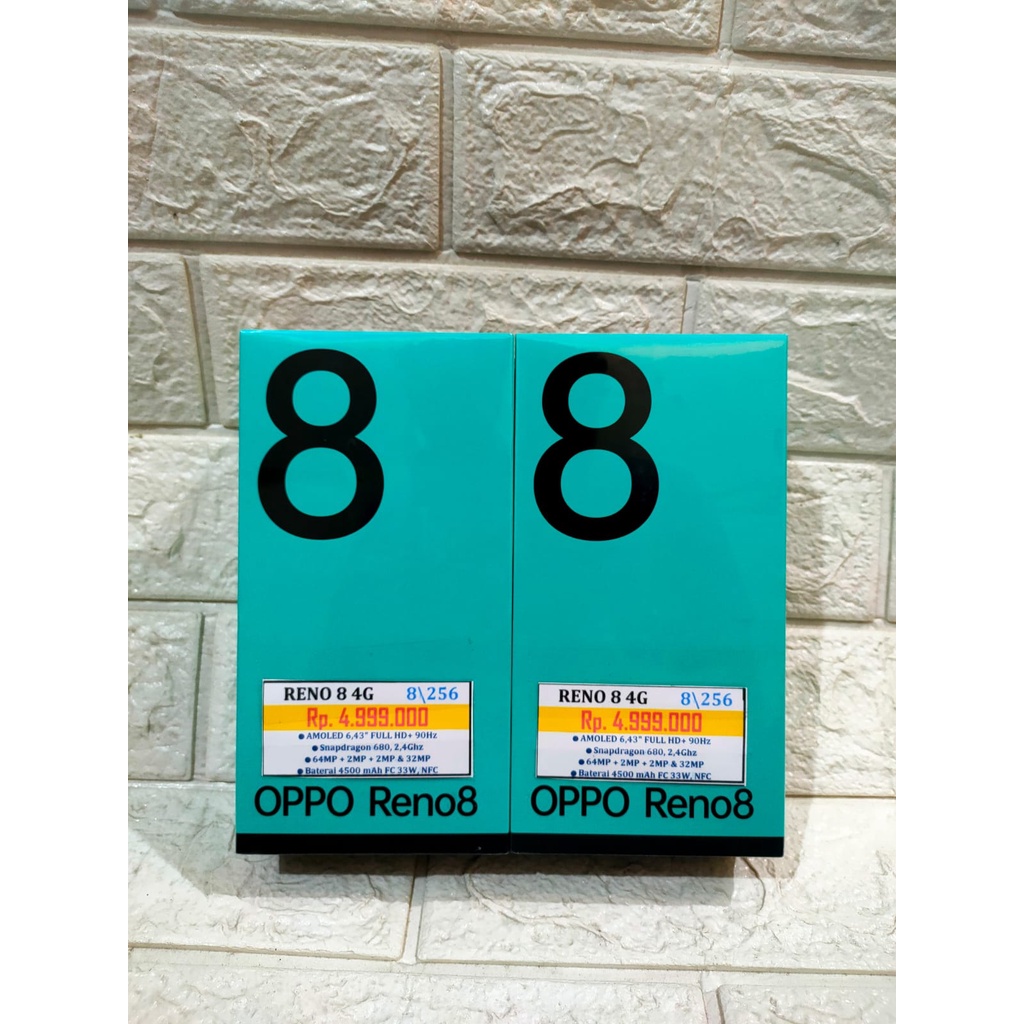 8
RENO 8 4G 8\256
Rp. 4.999.000
● AMOLED 6,43" FULL HD+ 90Hz
● Snapdragon 680, 2,4Ghz
● 64MP + 2MP + 2MP & 32MP
● Baterai 4500 mAh FC 33W, NFC
OPPO Reno8
8
RENO 8 4G 8\256
Rp. 4.999.000
● AMOLED 6,43" FULL HD+ 90Hz
● Snapdragon 680, 2,4Ghz
● 64MP + 2MP + 2MP & 32MP
● Baterai 4500 mAh FC 33W, NFC
OPPO Reno8